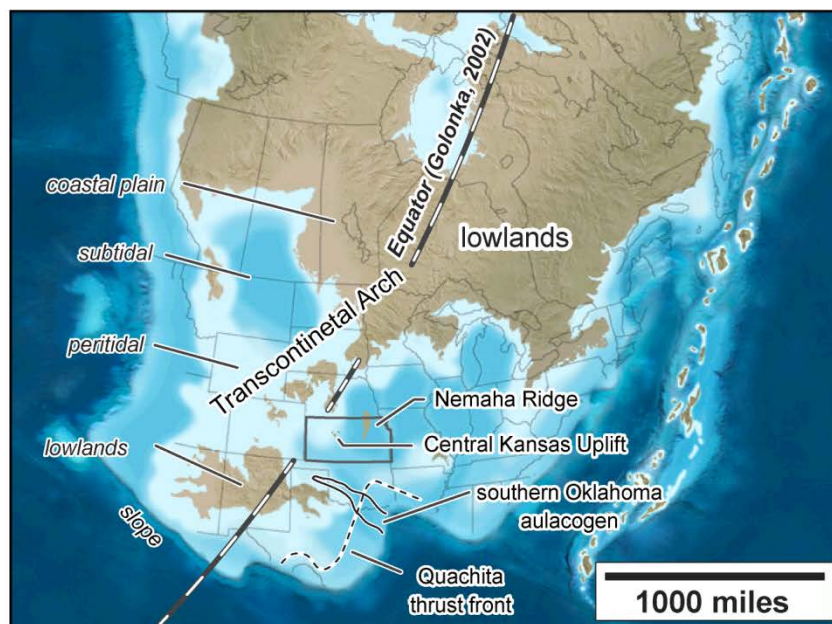 Equator (Golonka, 2002)
coastal plain
lowlands
subtidal
Transcontinetal Arch
peritidal
Nemaha Ridge
Central Kansas Uplift
lowlands
southern Oklahoma
aulacogen
slope
Quachita
thrust front
1000 miles